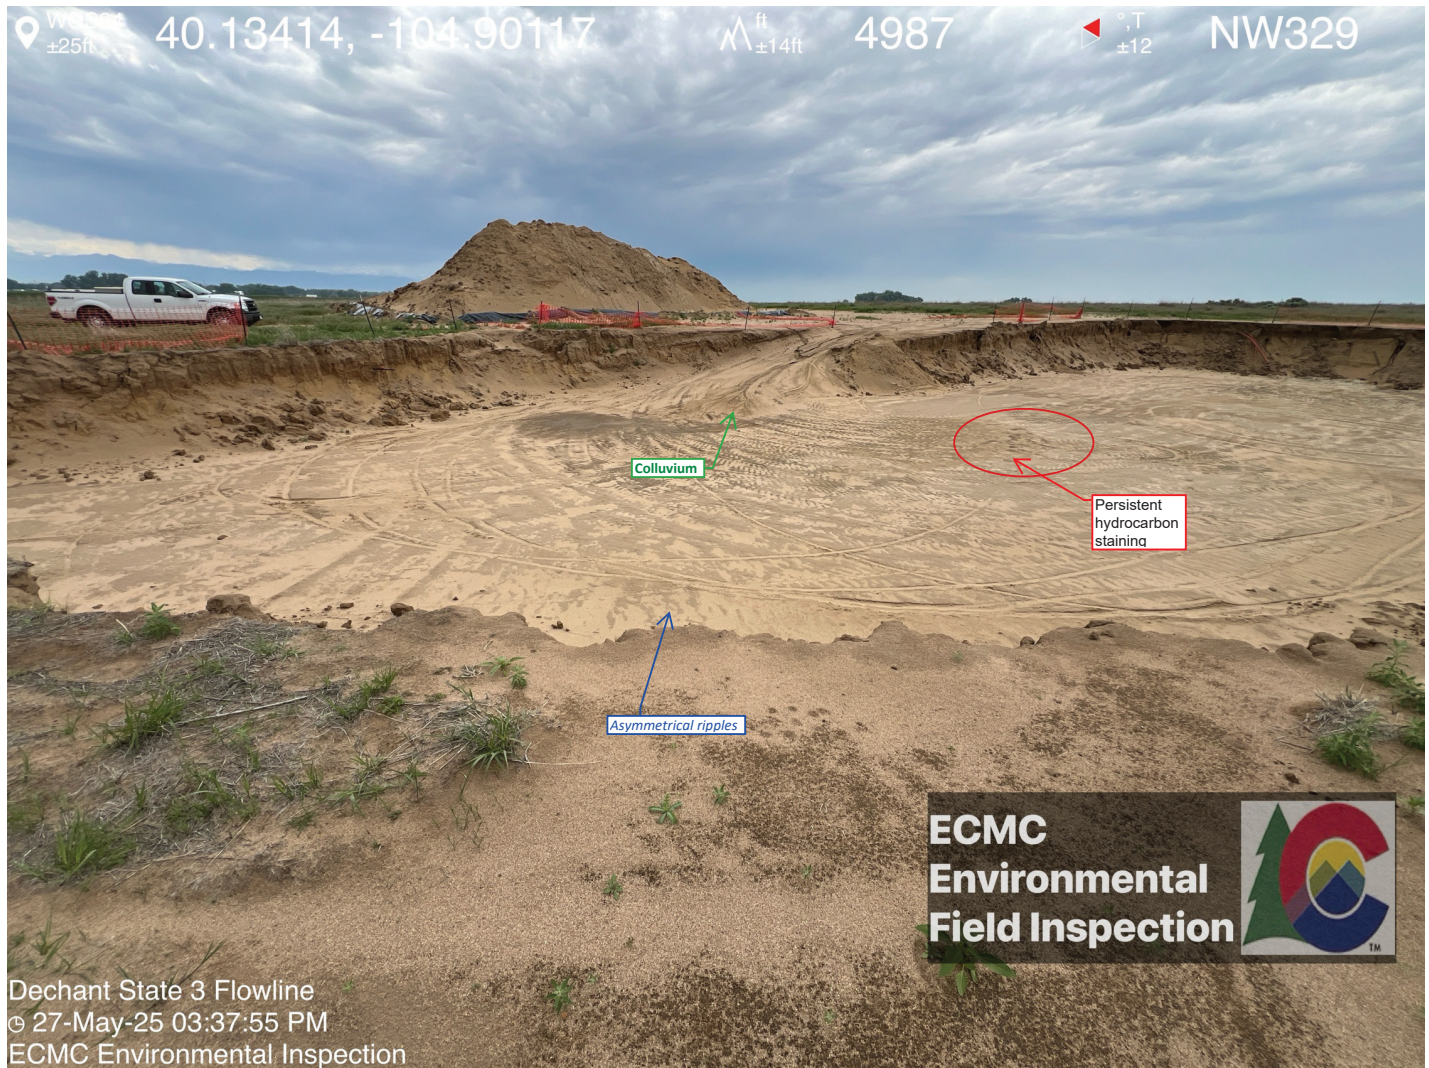 ±25ft
40.13414, -104.90117
ft
±14ft
4987
°,T
±12
NW329
Colluvium
Persistent
hydrocarbon
staining
Asymmetrical ripples
ECMC
Environmental
Field Inspection
TM
Dechant State 3 Flowline
27-May-25 03:37:55 PM
ECMC Environmental Inspection